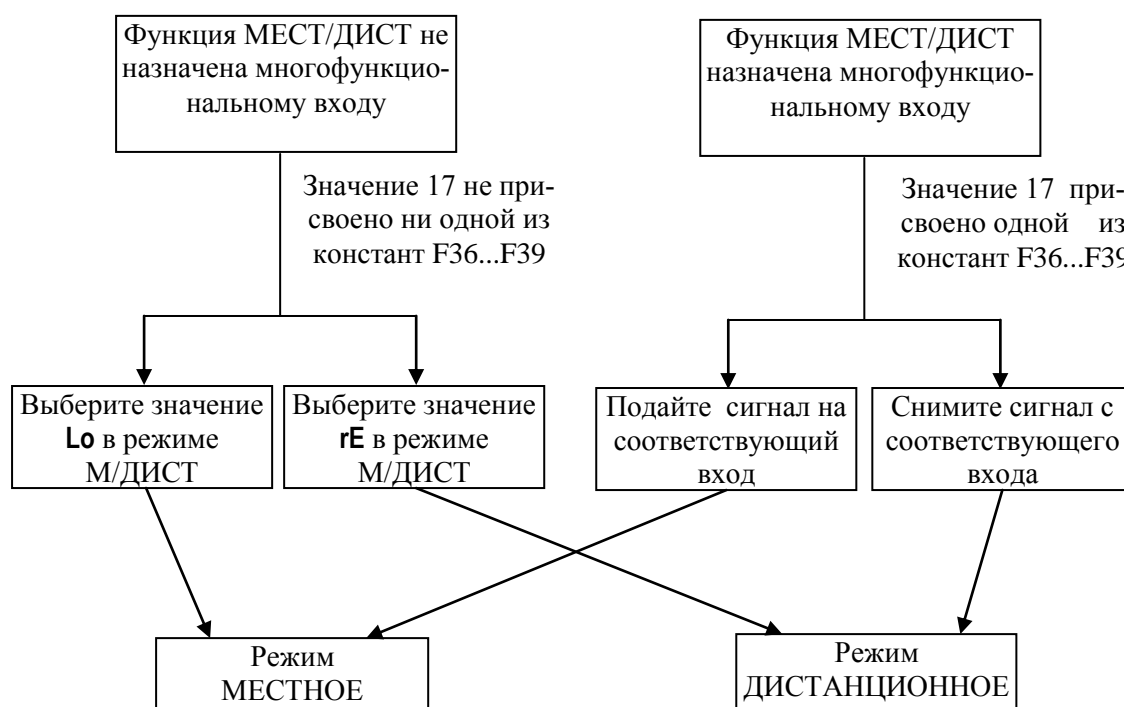 Функция МЕСТ/ДИСТ не
назначена многофункцио-
нальному входу
Функция МЕСТ/ДИСТ
назначена многофункцио-
нальному входу
Значение 17 не при-
своено ни одной из
констант F36...F39
Значение 17 при-
своено одной из
констант F36...F39
Выберите значение
Lo в режиме
М/ДИСТ
Выберите значение
rE в режиме
М/ДИСТ
Подайте сигнал на
соответствующий
вход
Снимите сигнал с
соответствующего
входа
Режим
МЕСТНОЕ
Режим
ДИСТАНЦИОННОЕ